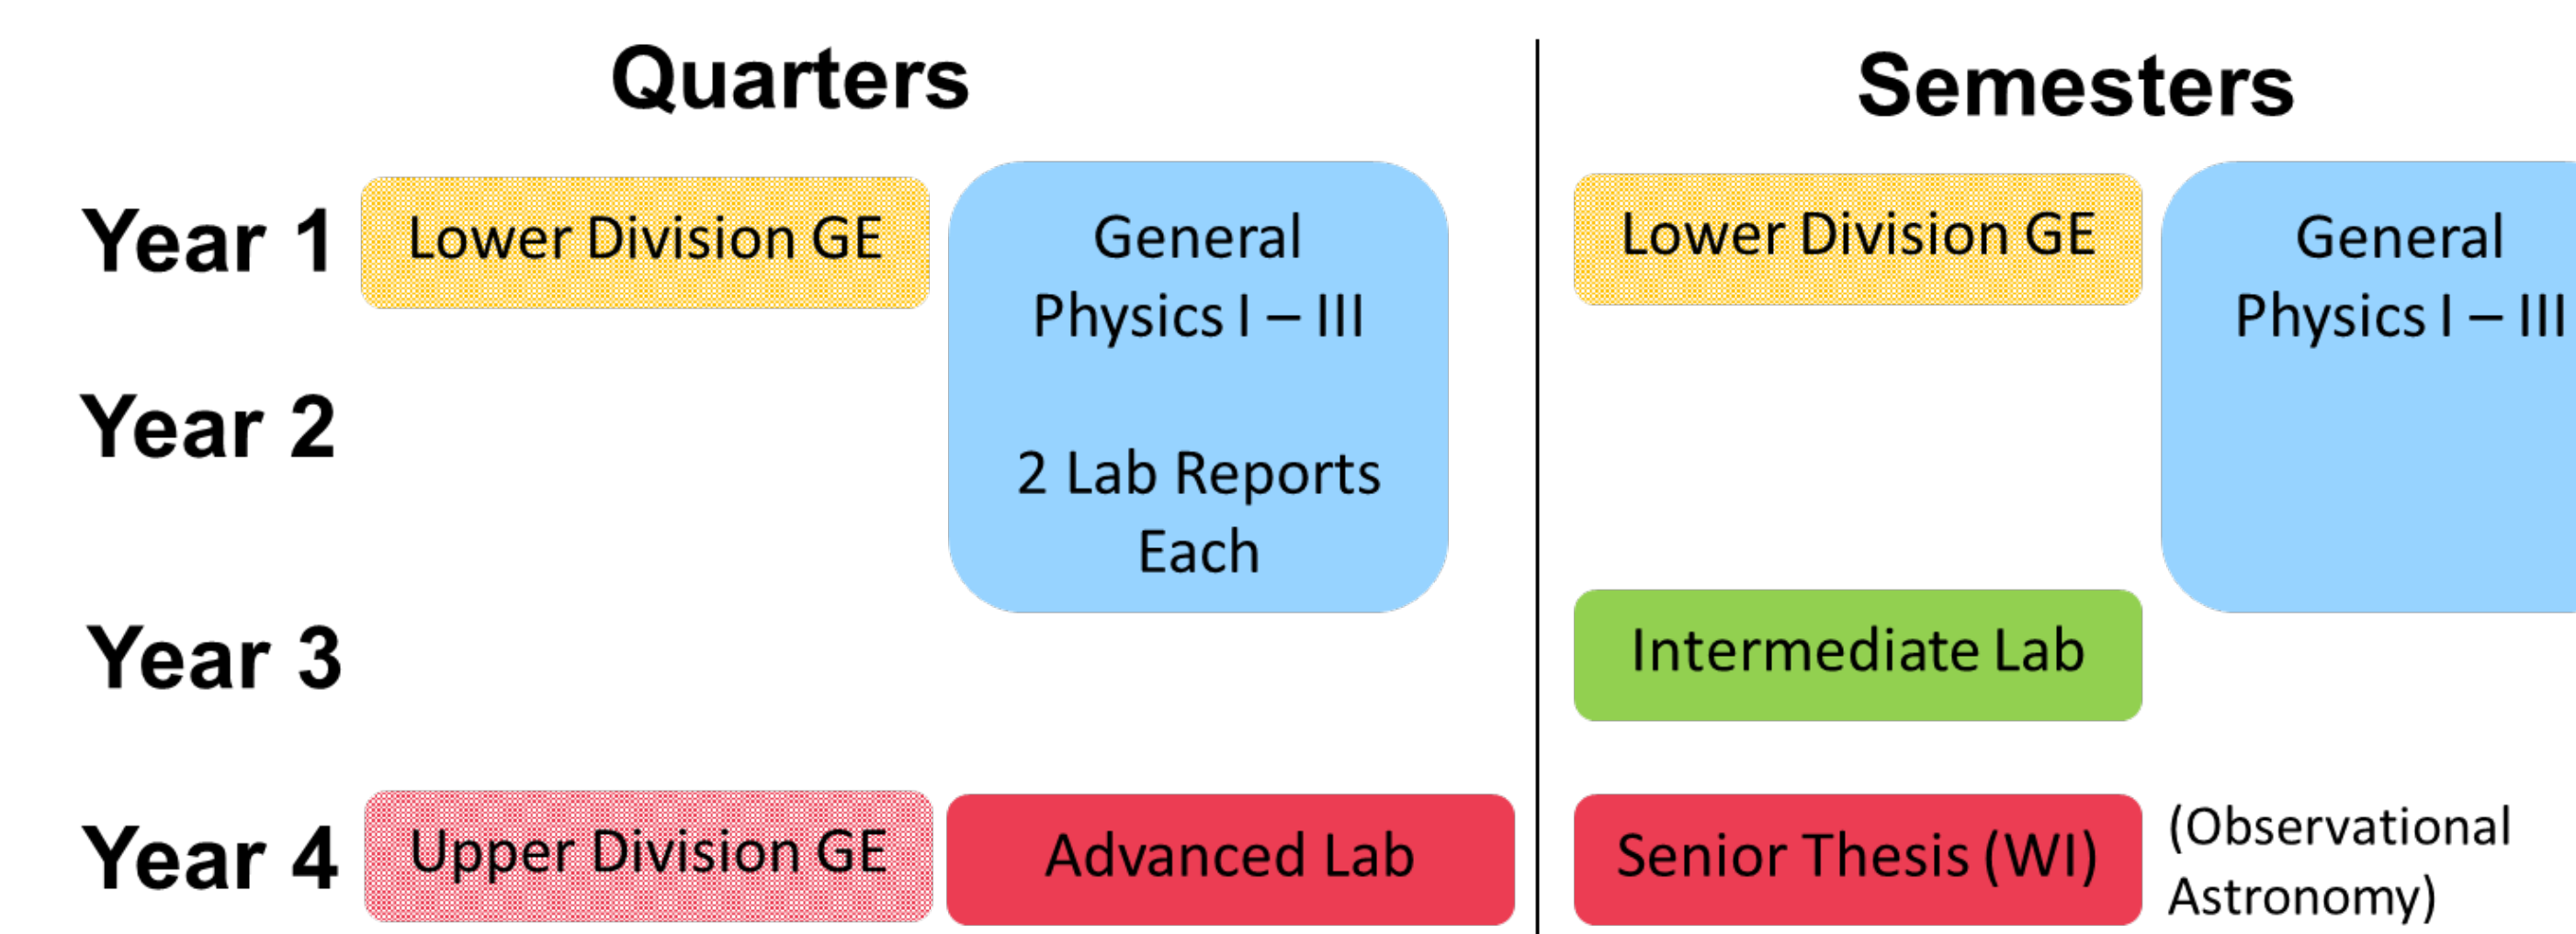 Quarters
Semesters
Year 1
Lower Division GE
General
Physics I – III
2 Lab Reports
Each
Lower Division GE
General
Physics I – III
Year 2
Year 3
Intermediate Lab
Year 4
Upper Division GE
Advanced Lab
Senior Thesis (WI)
(Observational
Astronomy)